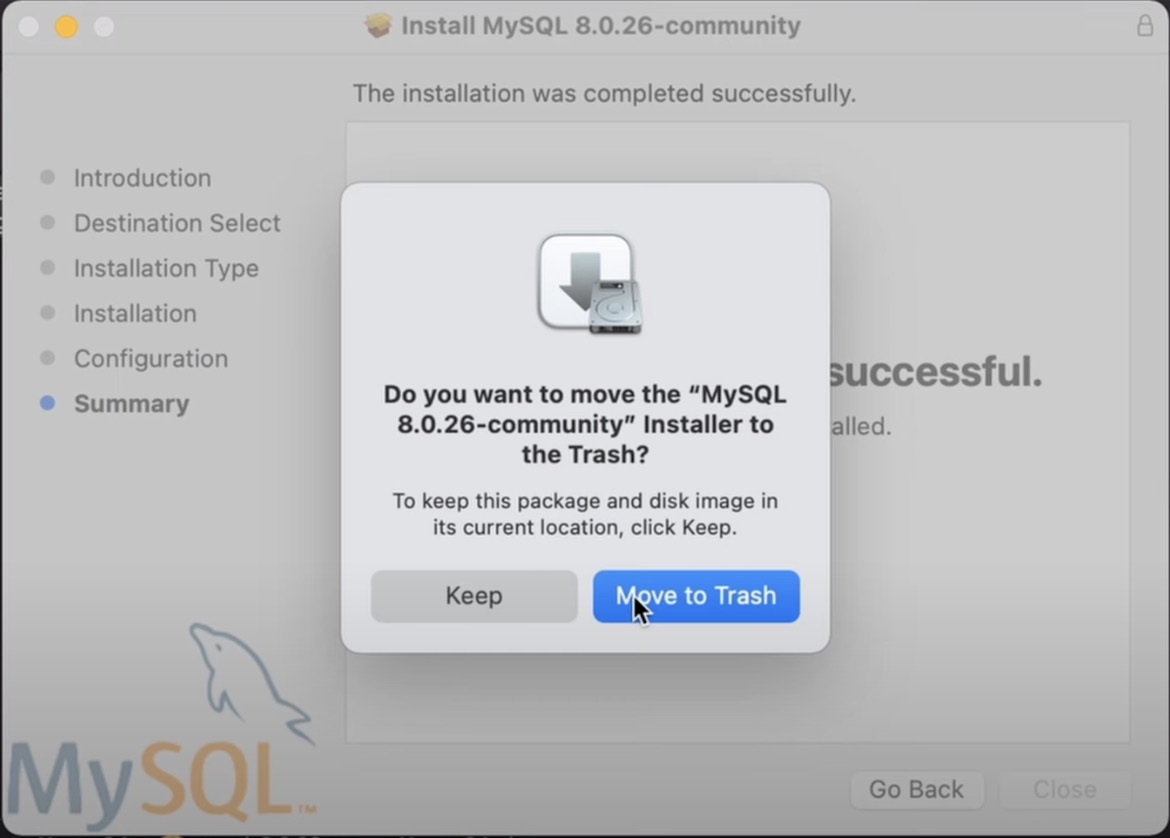 Install MySQL 8.0.26-community
The installation was completed successfully.
Introduction
Destination Select
Installation Type
Installation
Configuration
Summary
successful.
alled.
Do you want to move the “MySQL
8.0.26-community” Installer to
the Trash?
To keep this package and disk image in
its current location, click Keep.
Keep
Move to Trash
MySQL™
Go Back
Close